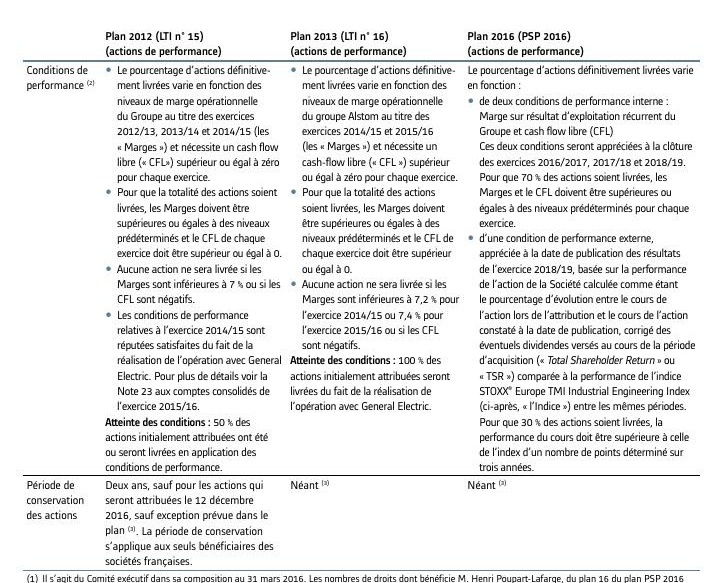 Plan 2012 (LTI n° 15)
(actions de performance)
Plan 2013 (LTI n° 16)
(actions de performance)
Plan 2016 (PSP 2016)
(actions de performance)
Conditions de
performance (2)
• Le pourcentage d'actions définitive-
ment livrées varie en fonction des
niveaux de marge opérationnelle
du Groupe au titre des exercices
2012/13, 2013/14 et 2014/15 (les
« Marges ») et nécessite un cash flow
libre (« CFL») supérieur ou égal à zéro
pour chaque exercice.
• Pour que la totalité des actions soient
livrées, les Marges doivent être
supérieures ou égales à des niveaux
prédéterminés et le CFL de chaque
exercice doit être supérieur ou égal à 0.
• Aucune action ne sera livrée si les
Marges sont inférieures à 7 % ou si les
CFL sont négatifs.
• Les conditions de performance
relatives à l'exercice 2014/15 sont
réputées satisfaites du fait de la
réalisation de l'opération avec General
Electric. Pour plus de détails voir la
Note 23 aux comptes consolidés de
l'exercice 2015/16.
Atteinte des conditions : 50 % des
actions initialement attribuées ont été
ou seront livrées en application des
conditions de performance.
• Le pourcentage d'actions définitive-
ment livrées varie en fonction des
niveaux de marge opérationnelle
du groupe Alstom au titre des
exercices 2014/15 et 2015/16
(les « Marges ») et nécessite un
cash-flow libre (« CFL ») supérieur
ou égal à zéro pour chaque exercice.
• Pour que la totalité des actions
soient livrées, les Marges doivent
être supérieures ou égales à des
niveaux prédéterminés et le CFL de
chaque exercice doit être supérieur
ou égal à 0.
• Aucune action ne sera livrée si les
Marges sont inférieures à 7,2 % pour
l'exercice 2014/15 ou 7,4 % pour
l'exercice 2015/16 ou si les CFL
sont négatifs.
Atteinte des conditions : 100 % des
actions initialement attribuées seront
livrées du fait de la réalisation de
l'opération avec General Electric.
Le pourcentage d'actions définitivement livrées varie
en fonction :
• de deux conditions de performance interne :
Marge sur resultat d'exploitation récurrent du
Groupe et cash flow libre (CFL)
Ces deux conditions seront appréciées à la clôture
des exercices 2016/2017, 2017/18 et 2018/19.
Pour que 70 % des actions soient livrées, les
Marges et le CFL doivent être supérieures ou
égales à des niveaux prédéterminés pour chaque
exercice.
• d'une condition de performance externe,
appréciée à la date de publication des résultats
de l'exercice 2018/19, basée sur la performance
de l'action de la Société calculée comme étant
le pourcentage d'évolution entre le cours de
l'action lors de l'attribution et le cours de l'action
constaté à la date de publication, corrigé des
éventuels dividendes versés au cours de la période
d'acquisition (« Total Shareholder Return » ou
« TSR ») comparée à la performance de l'indice
STOXX® Europe TMI Industrial Engineering Index
(ci-après, « l'Indice ») entre les mêmes périodes.
Pour que 30 % des actions soient livrées, la
performance du cours doit être supérieure à celle
de l'index d'un nombre de points déterminé sur
trois années.
Période de
conservation
des actions
Deux ans, sauf pour les actions qui
seront attribuées le 12 décembre
2016, sauf exception prévue dans le
plan (3). La période de conservation
s'applique aux seuls bénéficiaires des
sociétés françaises.
Néant (3)
Néant (3)
(1) Il s'agit du Comité exécutif dans sa composition au 31 mars 2016. Les nombres de droits dont bénéficie M. Henri Poupart-Lafarge, du plan 16 du plan PSP 2016